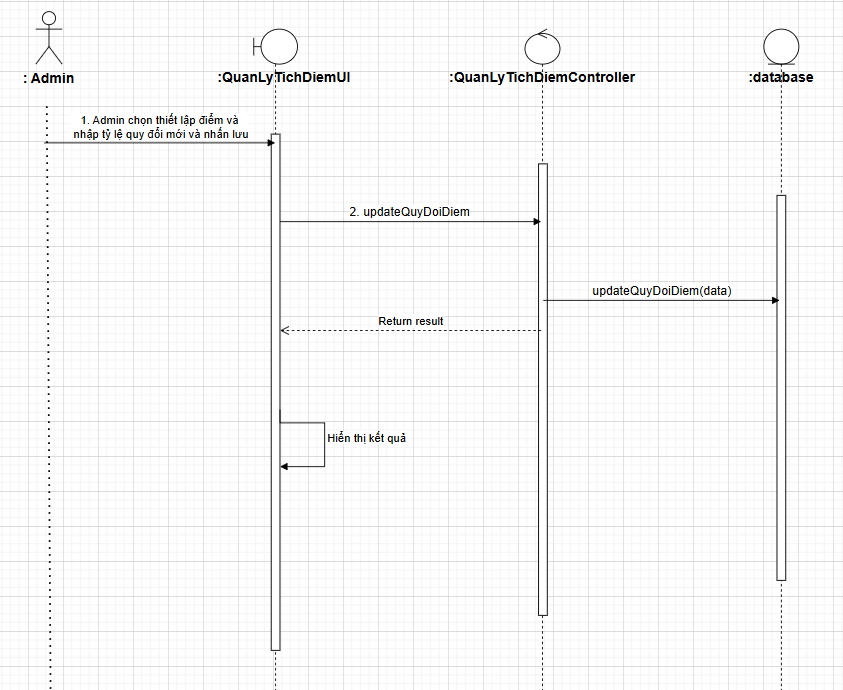 : Admin
:QuanLyTichDiemUI
:QuanLyTichDiemController
:database
1. Admin chọn thiết lập điểm và
nhập tỷ lệ quy đổi mới và nhấn lưu
2. updateQuyDoiDiem
updateQuyDoiDiem(data)
Return result
Hiển thị kết quả